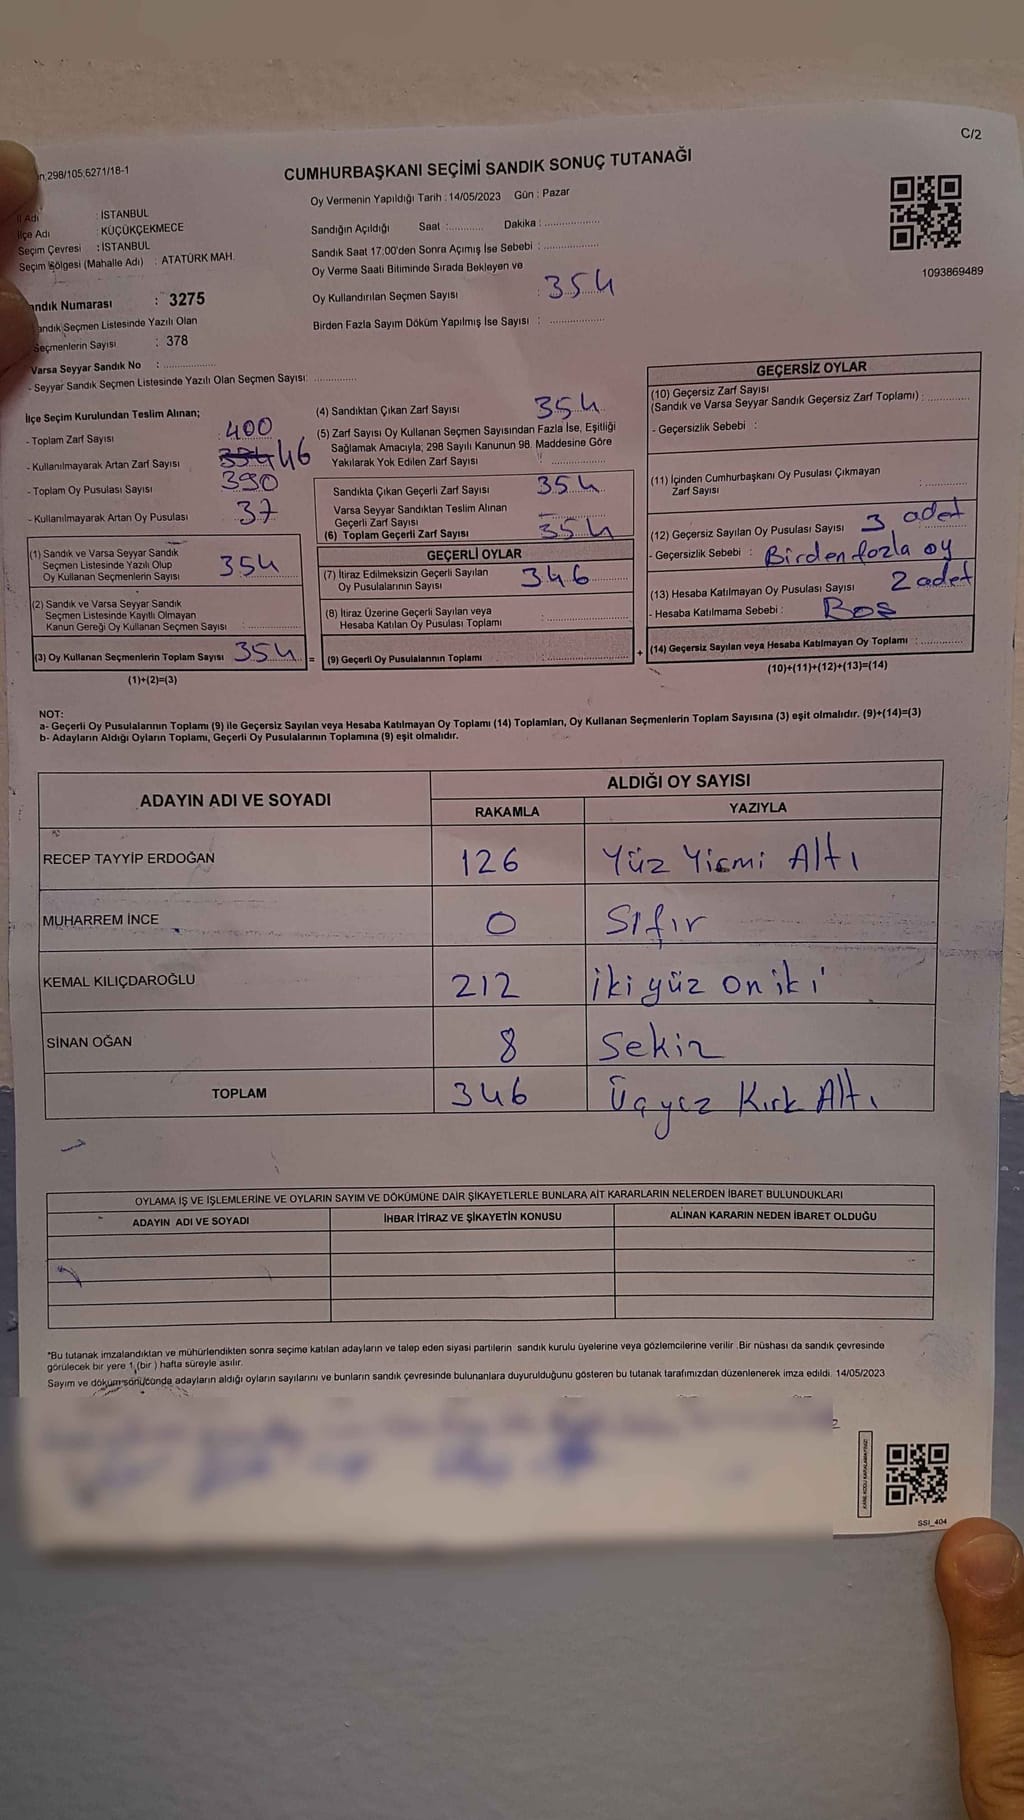 C/2
n,298/105,6271/18-1
CUMHURBAŞKANI SEÇİMİ SANDIK SONUÇ TUTANAĞI
Oy Vermenin Yapıldığı Tarih : 14/05/2023 Gün : Pazar
İl Adı : İSTANBUL
İlçe Adı : KÜÇÜKÇEKMECE
Seçim Çevresi : İSTANBUL
Seçim Bölgesi (Mahalle Adı) : ATATÜRK MAH.
Sandığın Açıldığı Saat :............ Dakika :..................
Sandık Saat 17:00'den Sonra Açımış İse Sebebi :..................
Oy Verme Saati Bitiminde Sırada Bekleyen ve
Oy Kullandırılan Seçmen Sayısı : 354
Birden Fazla Sayım Döküm Yapılmış İse Sayısı :..................
1093869489
andık Numarası : 3275
andık Seçmen Listesinde Yazılı Olan
Seçmenlerin Sayısı : 378
Varsa Seyyar Sandık No :..................
- Seyyar Sandık Seçmen Listesinde Yazılı Olan Seçmen Sayısı: ..............
İlçe Seçim Kurulundan Teslim Alınan;
- Toplam Zarf Sayısı : 400
- Kullanılmayarak Artan Zarf Sayısı : 354 46
- Toplam Oy Pusulası Sayısı : 390
- Kullanılmayarak Artan Oy Pusulası : 37
(1) Sandık ve Varsa Seyyar Sandık
Seçmen Listesinde Yazılı Olup
Oy Kullanan Seçmenlerin Sayısı : 354
(2) Sandık ve Varsa Seyyar Sandık
Seçmen Listesinde Kayıtlı Olmayan
Kanun Gereği Oy Kullanan Seçmen Sayısı :..............
(3) Oy Kullanan Seçmenlerin Toplam Sayısı 354 =
(1)+(2)=(3)
(4) Sandıktan Çıkan Zarf Sayısı 354
(5) Zarf Sayısı Oy Kullanan Seçmen Sayısından Fazla İse, Eşitliği
Sağlamak Amacıyla, 298 Sayılı Kanunun 98. Maddesine Göre
Yakılarak Yok Edilen Zarf Sayısı :..............
Sandıkta Çıkan Geçerli Zarf Sayısı 354
Varsa Seyyar Sandıktan Teslim Alınan
Geçerli Zarf Sayısı
(6) Toplam Geçerli Zarf Sayısı 354
GEÇERLİ OYLAR
(7) İtiraz Edilmeksizin Geçerli Sayılan
Oy Pusulalarının Sayısı : 346
(8) İtiraz Üzerine Geçerli Sayılan veya
Hesaba Katılan Oy Pusulası Toplamı :..............
(9) Geçerli Oy Pusulalarının Toplamı :.............. +
GEÇERSİZ OYLAR
(10) Geçersiz Zarf Sayısı
(Sandık ve Varsa Seyyar Sandık Geçersiz Zarf Toplamı) :..............
- Geçersizlik Sebebi :
(11) İçinden Cumhurbaşkanı Oy Pusulası Çıkmayan
Zarf Sayısı :..............
(12) Geçersiz Sayılan Oy Pusulası Sayısı 3 adet
- Geçersizlik Sebebi : Birden fazla oy
(13) Hesaba Katılmayan Oy Pusulası Sayısı 2 adet
- Hesaba Katılmama Sebebi : Boş
(14) Geçersiz Sayılan veya Hesaba Katılmayan Oy Toplamı :..............
(10)+(11)+(12)+(13)=(14)
NOT:
a- Geçerli Oy Pusulalarının Toplamı (9) ile Geçersiz Sayılan veya Hesaba Katılmayan Oy Toplamı (14) Toplamları, Oy Kullanan Seçmenlerin Toplam Sayısına (3) eşit olmalıdır. (9)+(14)=(3)
b- Adayların Aldığı Oyların Toplamı, Geçerli Oy Pusulalarının Toplamına (9) eşit olmalıdır.
ADAYIN ADI VE SOYADI ALDIĞI OY SAYISI
RAKAMLA YAZIYLA
RECEP TAYYİP ERDOĞAN 126 Yüz Yirmi Altı
MUHARREM İNCE 0 Sıfır
KEMAL KILIÇDAROĞLU 212 İki yüz on iki
SİNAN OĞAN 8 Sekiz
TOPLAM 346 Üçyüz Kırk Altı
OYLAMA İŞ VE İŞLEMLERİNE VE OYLARIN SAYIM VE DÖKÜMÜNE DAİR ŞİKAYETLERLE BUNLARA AİT KARARLARIN NELERDEN İBARET BULUNDUKLARI
ADAYIN ADI VE SOYADI İHBAR İTİRAZ VE ŞİKAYETİN KONUSU ALINAN KARARIN NEDEN İBARET OLDUĞU
*Bu tutanak imzalandıktan ve mühürlendikten sonra seçime katılan adayların ve talep eden siyasi partilerin sandık kurulu üyelerine veya gözlemcilerine verilir .Bir nüshası da sandık çevresinde
görülecek bir yere 1 (bir ) hafta süreyle asılır.
Sayım ve döküm sonucunda adayların aldığı oyların sayılarını ve bunların sandık çevresinde bulunanlara duyurulduğunu gösteren bu tutanak tarafımızdan düzenlenerek imza edildi. 14/05/2023
KARE KODU KARALAMAYINIZ!
SSI_404